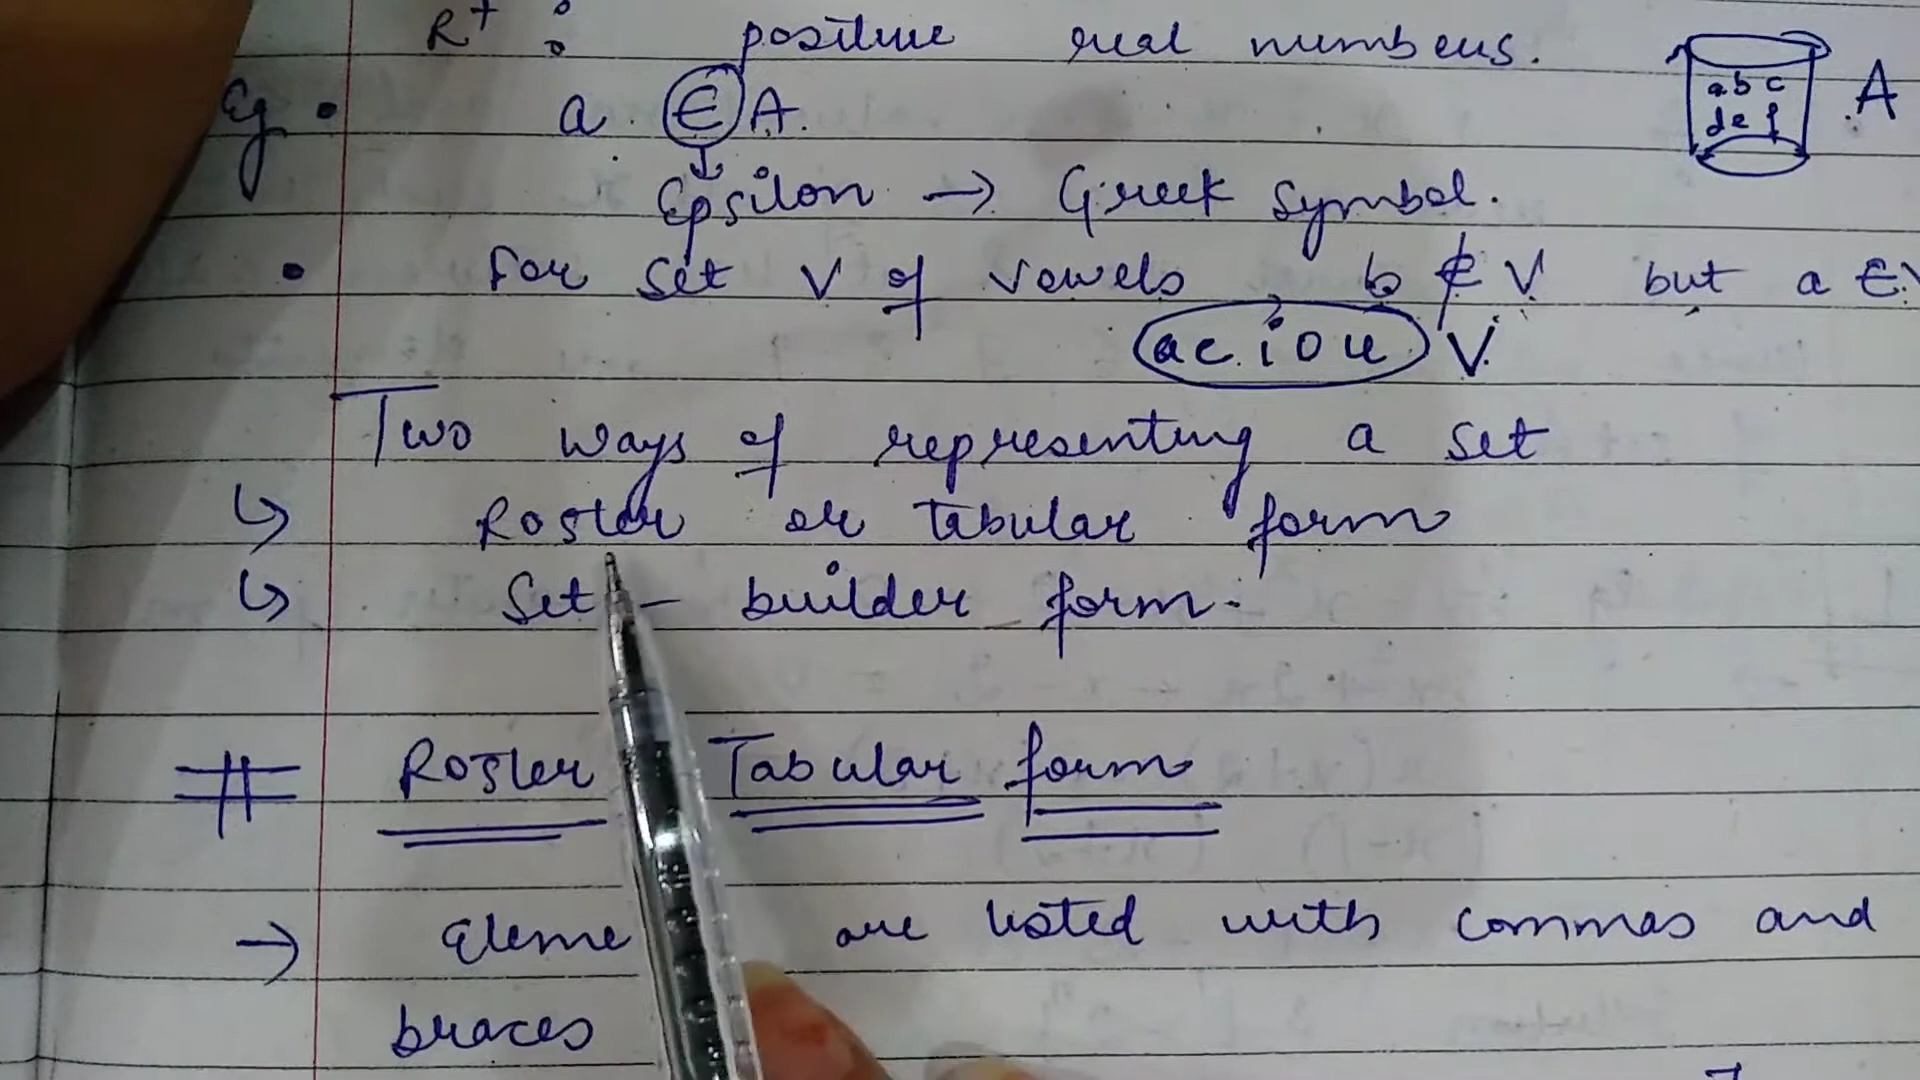 R+ : positive real numbers.
Eg • a ∈ A.
abc
def
A
Epsilon → Greek Symbol.
• For Set V of vowels b ∉ V but a ∈ V
a e i o u V
Two ways of representing a set
↳ Roster or tabular form
↳ Set - builder form.
# Roster Tabular form
→ Eleme are listed with commas and
braces